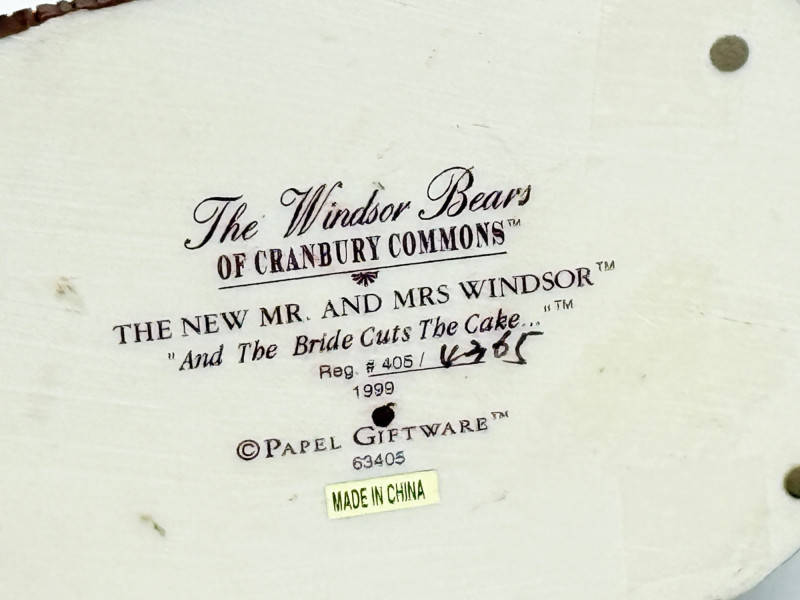 The Windsor Bears
OF CRANBURY COMMONS™
THE NEW MR. AND MRS WINDSOR™
"And The Bride Cuts The Cake..."™
Reg. # 405 / 4365
1999
©PAPEL GIFTWARE™
63405
MADE IN CHINA